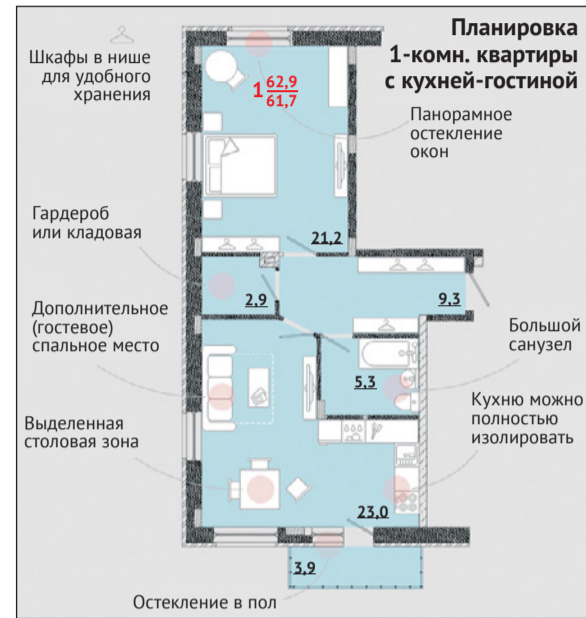 Планировка
1-комн. квартиры
с кухней-гостиной
Шкафы в нише
для удобного
хранения
1 62,9
61,7
Панорамное
остекление
окон
Гардероб
или кладовая
21,2
2,9
9,3
Дополнительное
(гостевое)
спальное место
Большой
санузел
5,3
Выделенная
столовая зона
Кухню можно
полностью
изолировать
23,0
3,9
Остекление в пол